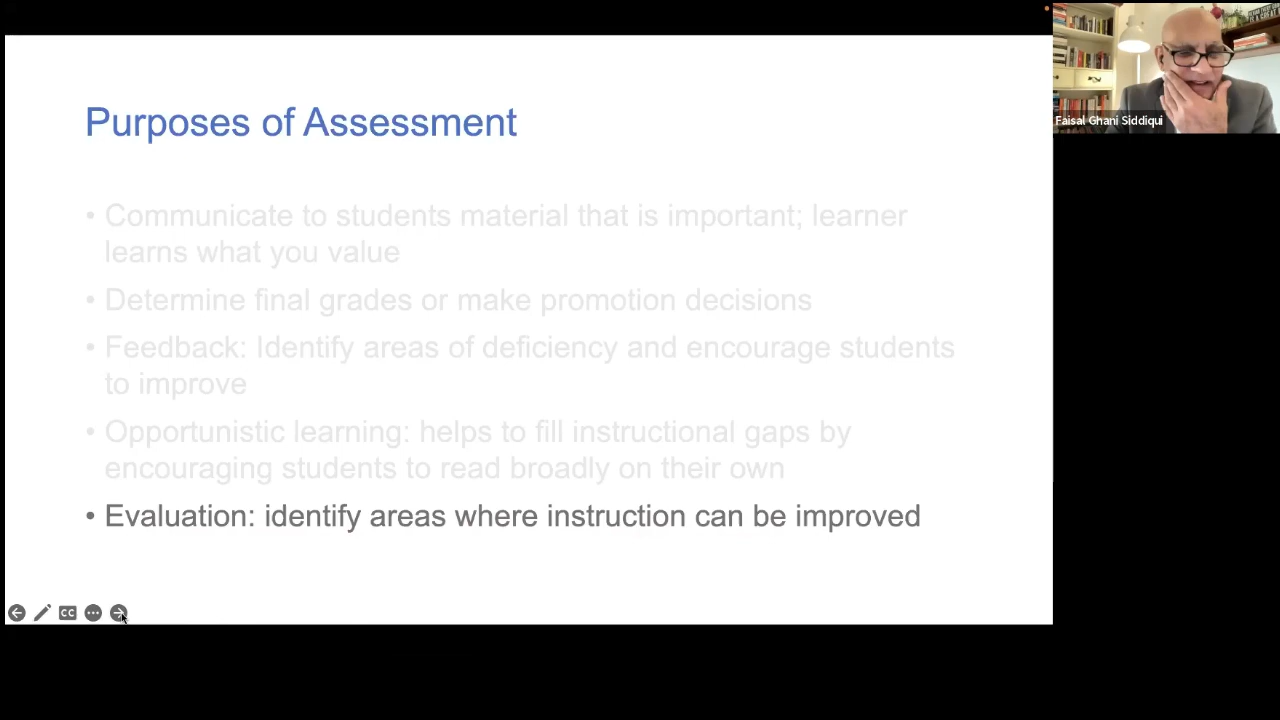 Purposes of Assessment
• Communicate to students material that is important; learner
learns what you value
• Determine final grades or make promotion decisions
• Feedback: Identify areas of deficiency and encourage students
to improve
• Opportunistic learning: helps to fill instructional gaps by
encouraging students to read broadly on their own
• Evaluation: identify areas where instruction can be improved
CC
Faisal Ghani Siddiqui